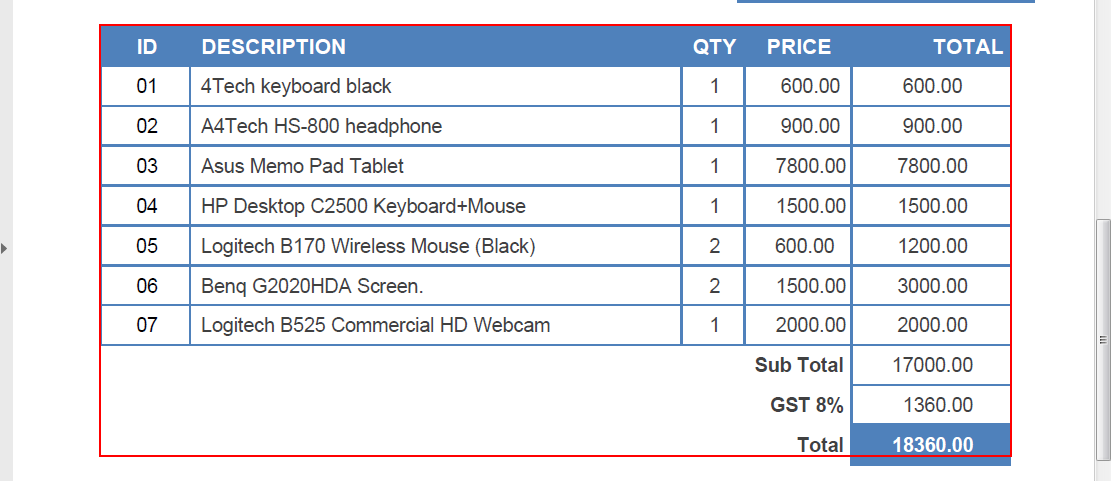 ID DESCRIPTION QTY PRICE TOTAL
01 4Tech keyboard black 1 600.00 600.00
02 A4Tech HS-800 headphone 1 900.00 900.00
03 Asus Memo Pad Tablet 1 7800.00 7800.00
04 HP Desktop C2500 Keyboard+Mouse 1 1500.00 1500.00
05 Logitech B170 Wireless Mouse (Black) 2 600.00 1200.00
06 Benq G2020HDA Screen. 2 1500.00 3000.00
07 Logitech B525 Commercial HD Webcam 1 2000.00 2000.00
Sub Total 17000.00
GST 8% 1360.00
Total 18360.00